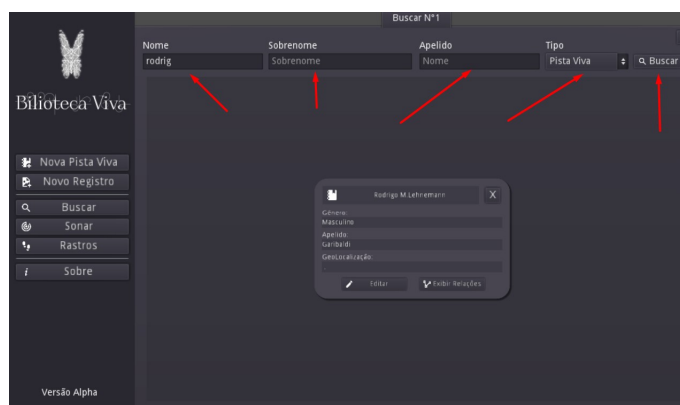 Buscar N°1
Nome Sobrenome Apelido Tipo
rodrig Sobrenome Nome Pista Viva Buscar
Bilioteca Viva
Nova Pista Viva
Novo Registro
Buscar
Sonar
Rastros
Sobre
Rodrigo M.Lehnemann X
Gênero:
Masculino
Apelido:
Garibaldi
GeoLocalização:
Editar Exibir Relações
Versão Alpha